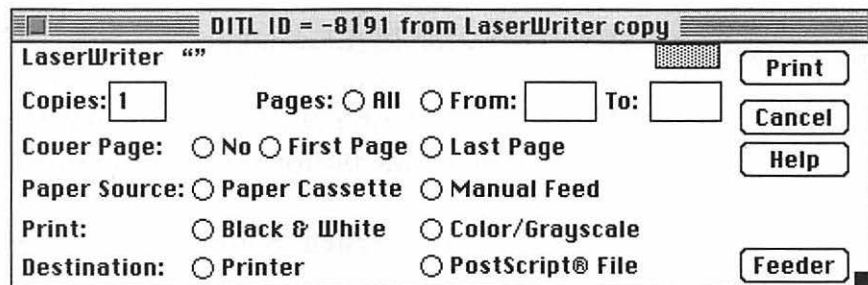 DITL ID = -8191 from LaserWriter copy
LaserWriter “” Print
Copies: 1 Pages: All From: To:
Cancel
Cover Page: No First Page Last Page
Help
Paper Source: Paper Cassette Manual Feed
Print: Black & White Color/Grayscale
Destination: Printer PostScript® File Feeder